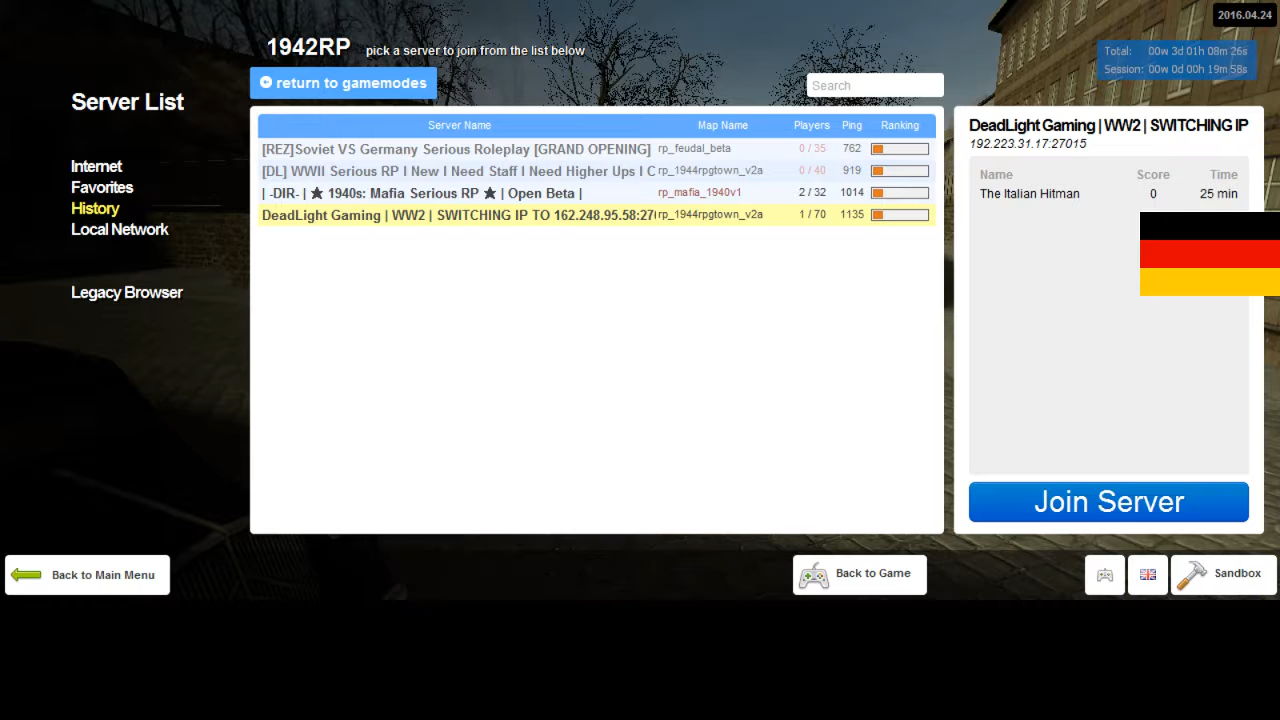 2016.04.24
1942RP pick a server to join from the list below
Total: 00w 3d 01h 08m 26s
Session: 00w 0d 00h 19m 58s
return to gamemodes
Search
Server List
Internet
Favorites
History
Local Network
Legacy Browser
Server Name Map Name Players Ping Ranking
[REZ]Soviet VS Germany Serious Roleplay [GRAND OPENING] rp_feudal_beta 0 / 35 762
[DL] WWII Serious RP I New I Need Staff I Need Higher Ups I C rp_1944rpgtown_v2a 0 / 40 919
| -DIR- | ★ 1940s: Mafia Serious RP ★ | Open Beta | rp_mafia_1940v1 2 / 32 1014
DeadLight Gaming | WW2 | SWITCHING IP TO 162.248.95.58:27 rp_1944rpgtown_v2a 1 / 70 1135
DeadLight Gaming | WW2 | SWITCHING IP
192.223.31.17:27015
Name Score Time
The Italian Hitman 0 25 min
Join Server
Back to Main Menu
Back to Game
Sandbox